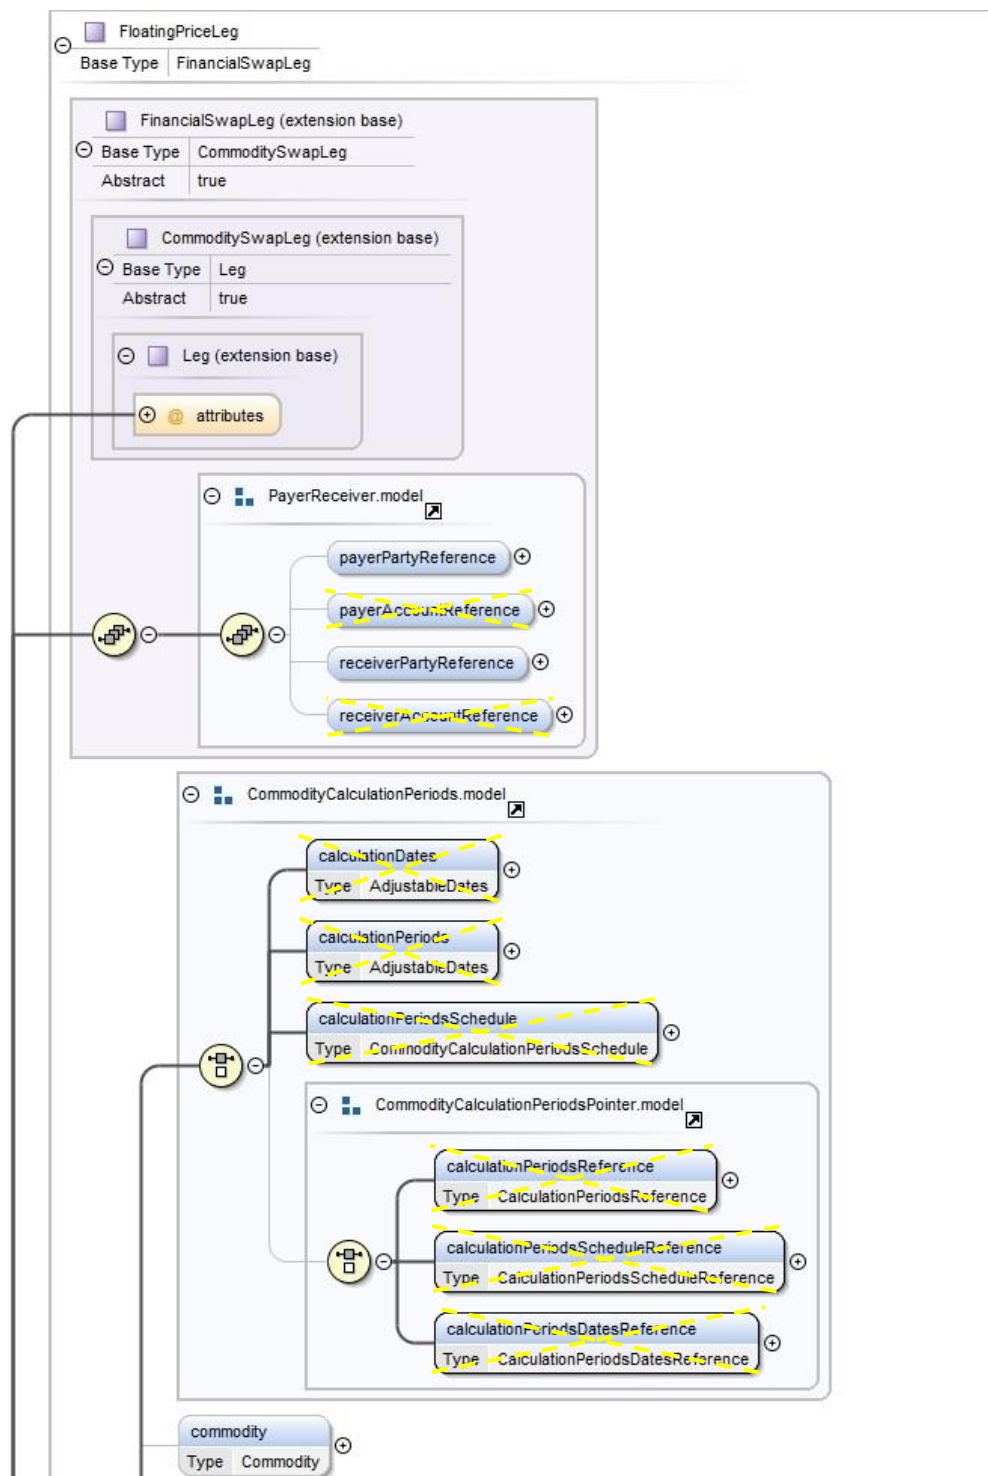 FloatingPriceLeg
Base Type FinancialSwapLeg
FinancialSwapLeg (extension base)
Base Type CommoditySwapLeg
Abstract true
CommoditySwapLeg (extension base)
Base Type Leg
Abstract true
Leg (extension base)
@ attributes
PayerReceiver.model
payerPartyReference
payerAccountReference
receiverPartyReference
receiverAccountReference
CommodityCalculationPeriods.model
calculationDates
Type AdjustableDates
calculationPeriods
Type AdjustableDates
calculationPeriodsSchedule
Type CommodityCalculationPeriodsSchedule
CommodityCalculationPeriodsPointer.model
calculationPeriodsReference
Type CalculationPeriodsReference
calculationPeriodsScheduleReference
Type CalculationPeriodsScheduleReference
calculationPeriodsDatesReference
Type CalculationPeriodsDatesReference
commodity
Type Commodity